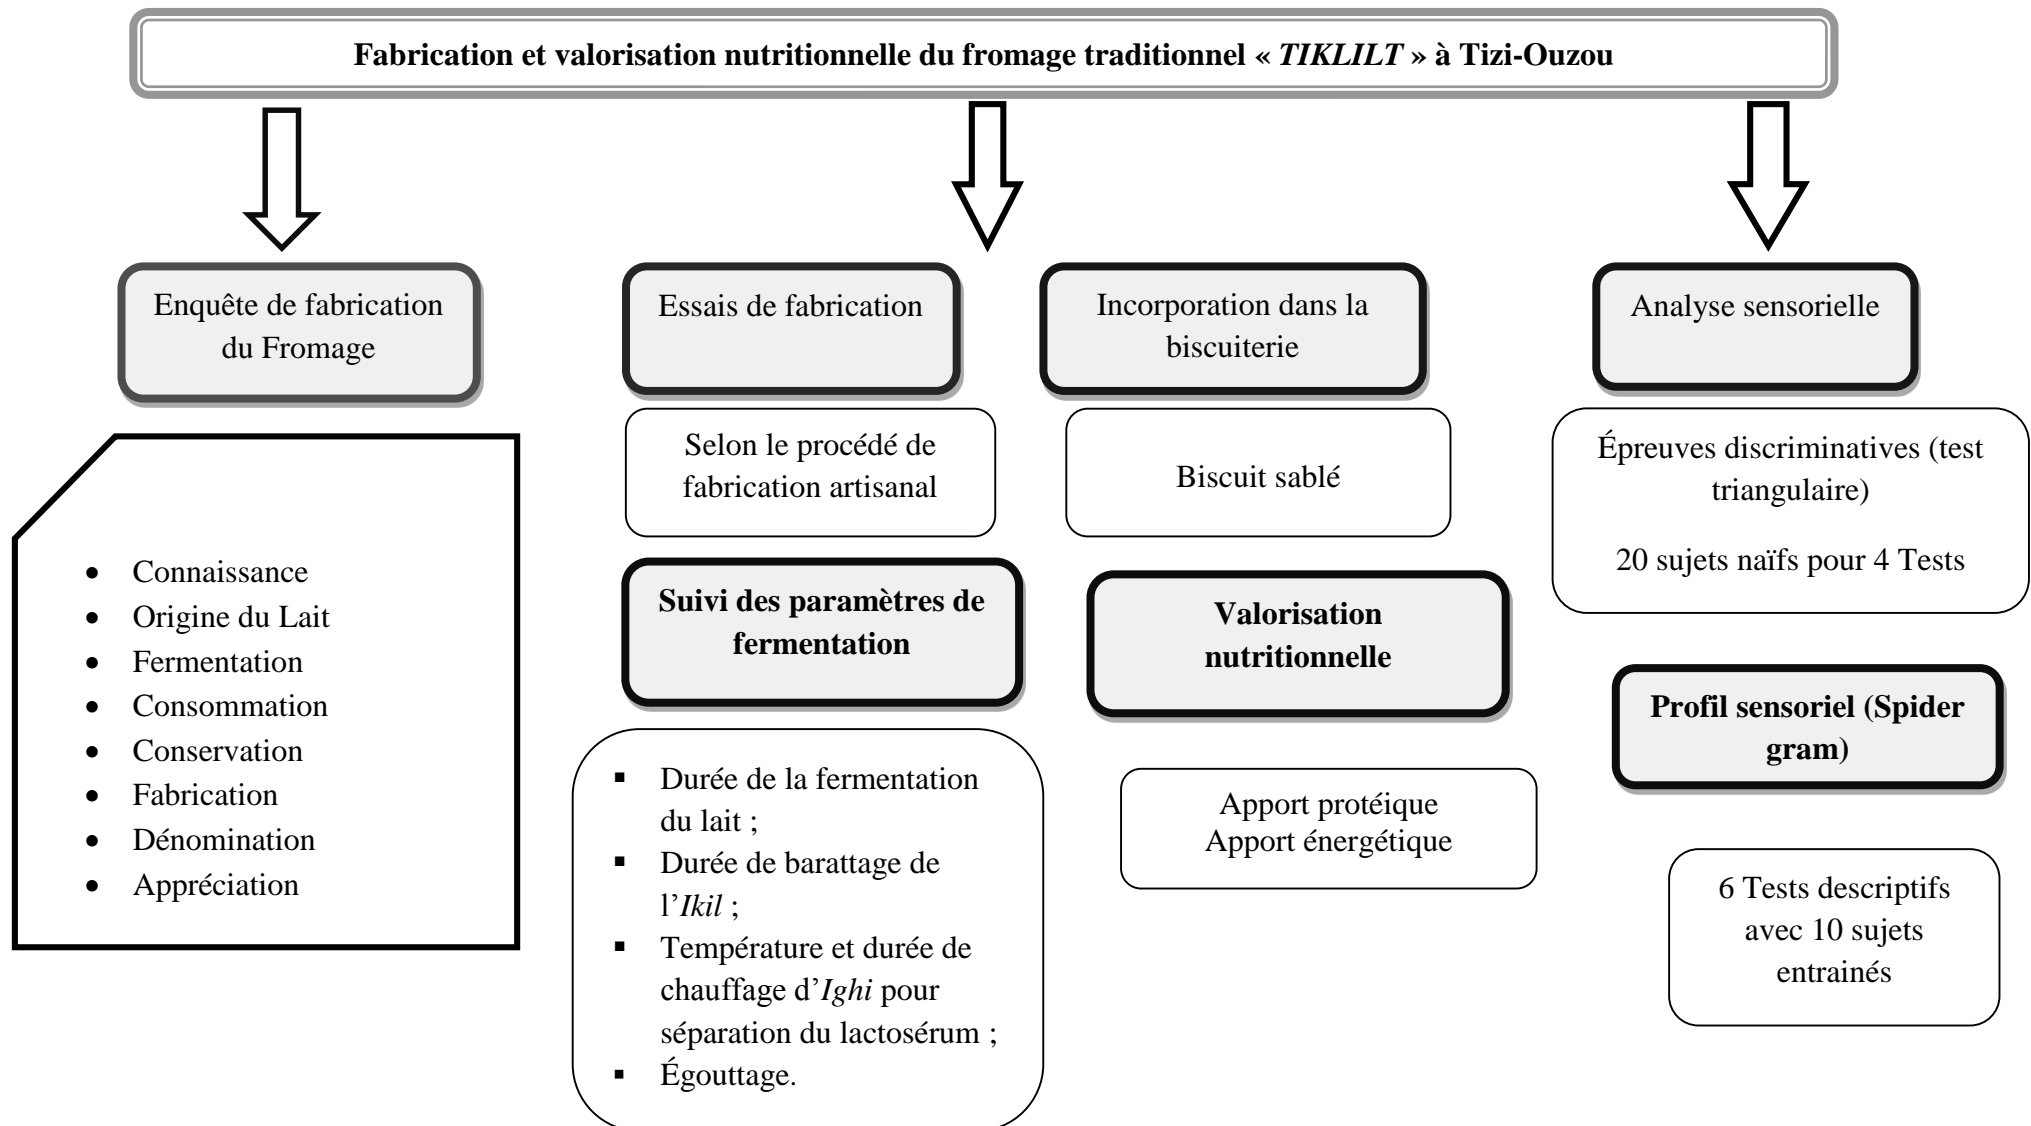 Fabrication et valorisation nutritionnelle du fromage traditionnel « TIKLILT » à Tizi-Ouzou
Enquête de fabrication
du Fromage
• Connaissance
• Origine du Lait
• Fermentation
• Consommation
• Conservation
• Fabrication
• Dénomination
• Appréciation
Essais de fabrication
Selon le procédé de
fabrication artisanal
Suivi des paramètres de
fermentation
▪ Durée de la fermentation
du lait ;
▪ Durée de barattage de
l’Ikil ;
▪ Température et durée de
chauffage d’Ighi pour
séparation du lactosérum ;
▪ Égouttage.
Incorporation dans la
biscuiterie
Biscuit sablé
Valorisation
nutritionnelle
Apport protéique
Apport énergétique
Analyse sensorielle
Épreuves discriminatives (test
triangulaire)
20 sujets naïfs pour 4 Tests
Profil sensoriel (Spider
gram)
6 Tests descriptifs
avec 10 sujets
entrainés